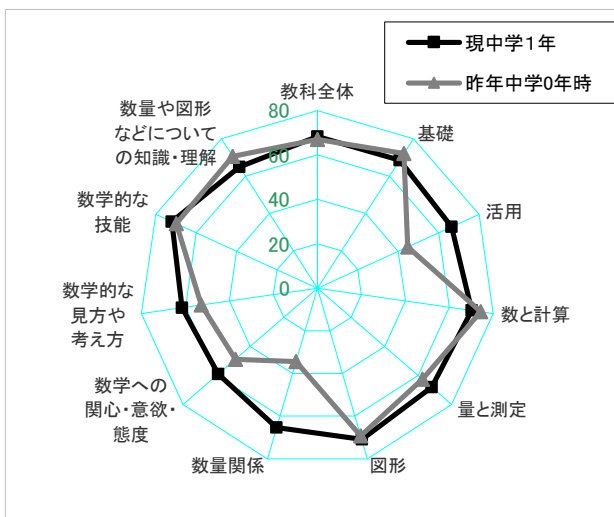 現中学1年
昨年中学0年時
教科全体
基礎
活用
数と計算
量と測定
図形
数量関係
数学への
関心・意欲・
態度
数学的な
見方や
考え方
数学的な
技能
数量や図形
などについて
の知識・理解
80
60
40
20
0